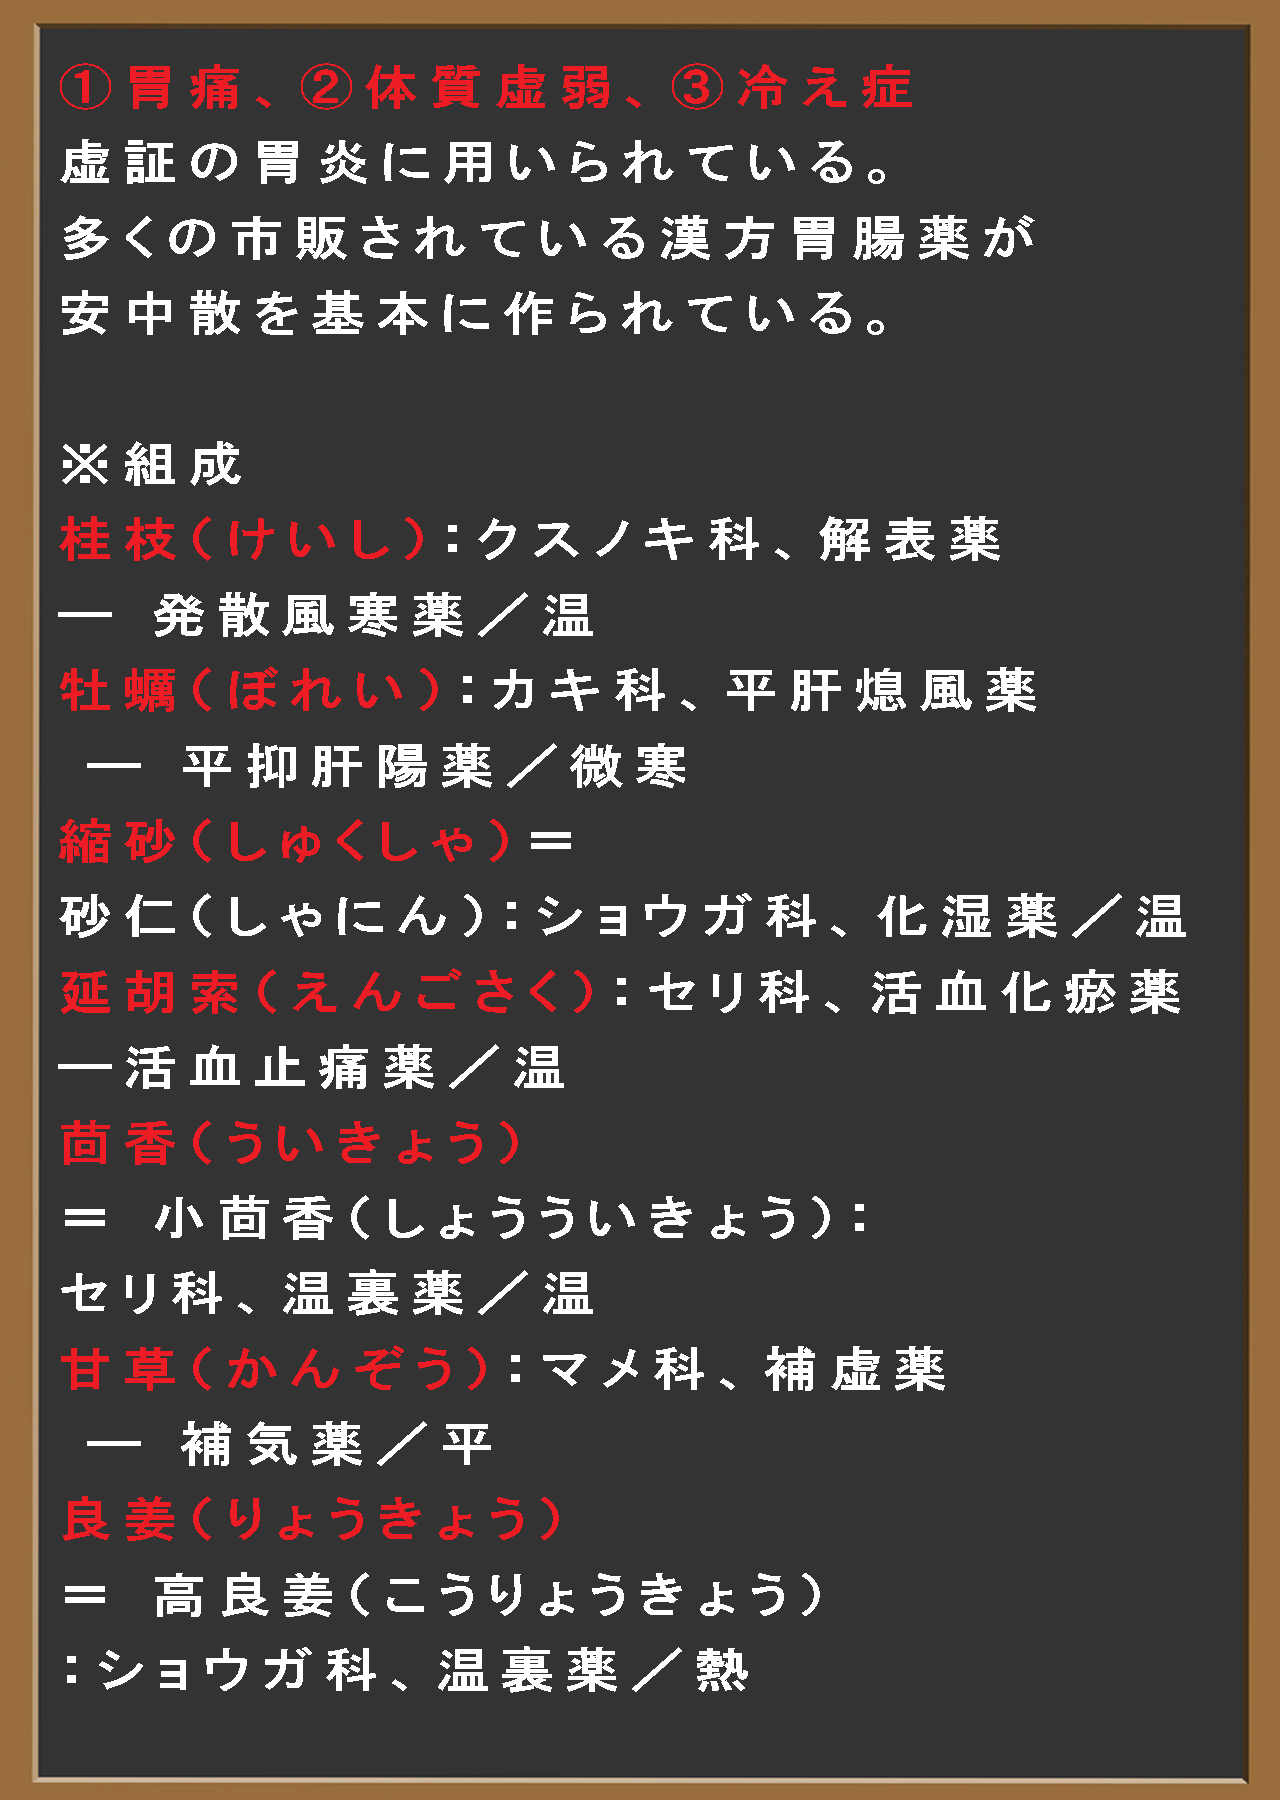 ①胃痛、②体質虚弱、③冷え症
虚証の胃炎に用いられている。
多くの市販されている漢方胃腸薬が
安中散を基本に作られている。
※組成
桂枝(けいし):クスノキ科、解表薬
― 発散風寒薬／温
牡蠣(ぼれい):カキ科、平肝熄風薬
― 平抑肝陽薬／微寒
縮砂(しゅくしゃ)＝
砂仁(しゃにん):ショウガ科、化湿薬／温
延胡索(えんごさく):セリ科、活血化瘀薬
―活血止痛薬／温
茴香(ういきょう)
＝ 小茴香(しょうういきょう):
セリ科、温裏薬／温
甘草(かんぞう):マメ科、補虚薬
― 補気薬／平
良姜(りょうきょう)
＝ 高良姜(こうりょうきょう)
:ショウガ科、温裏薬／熱